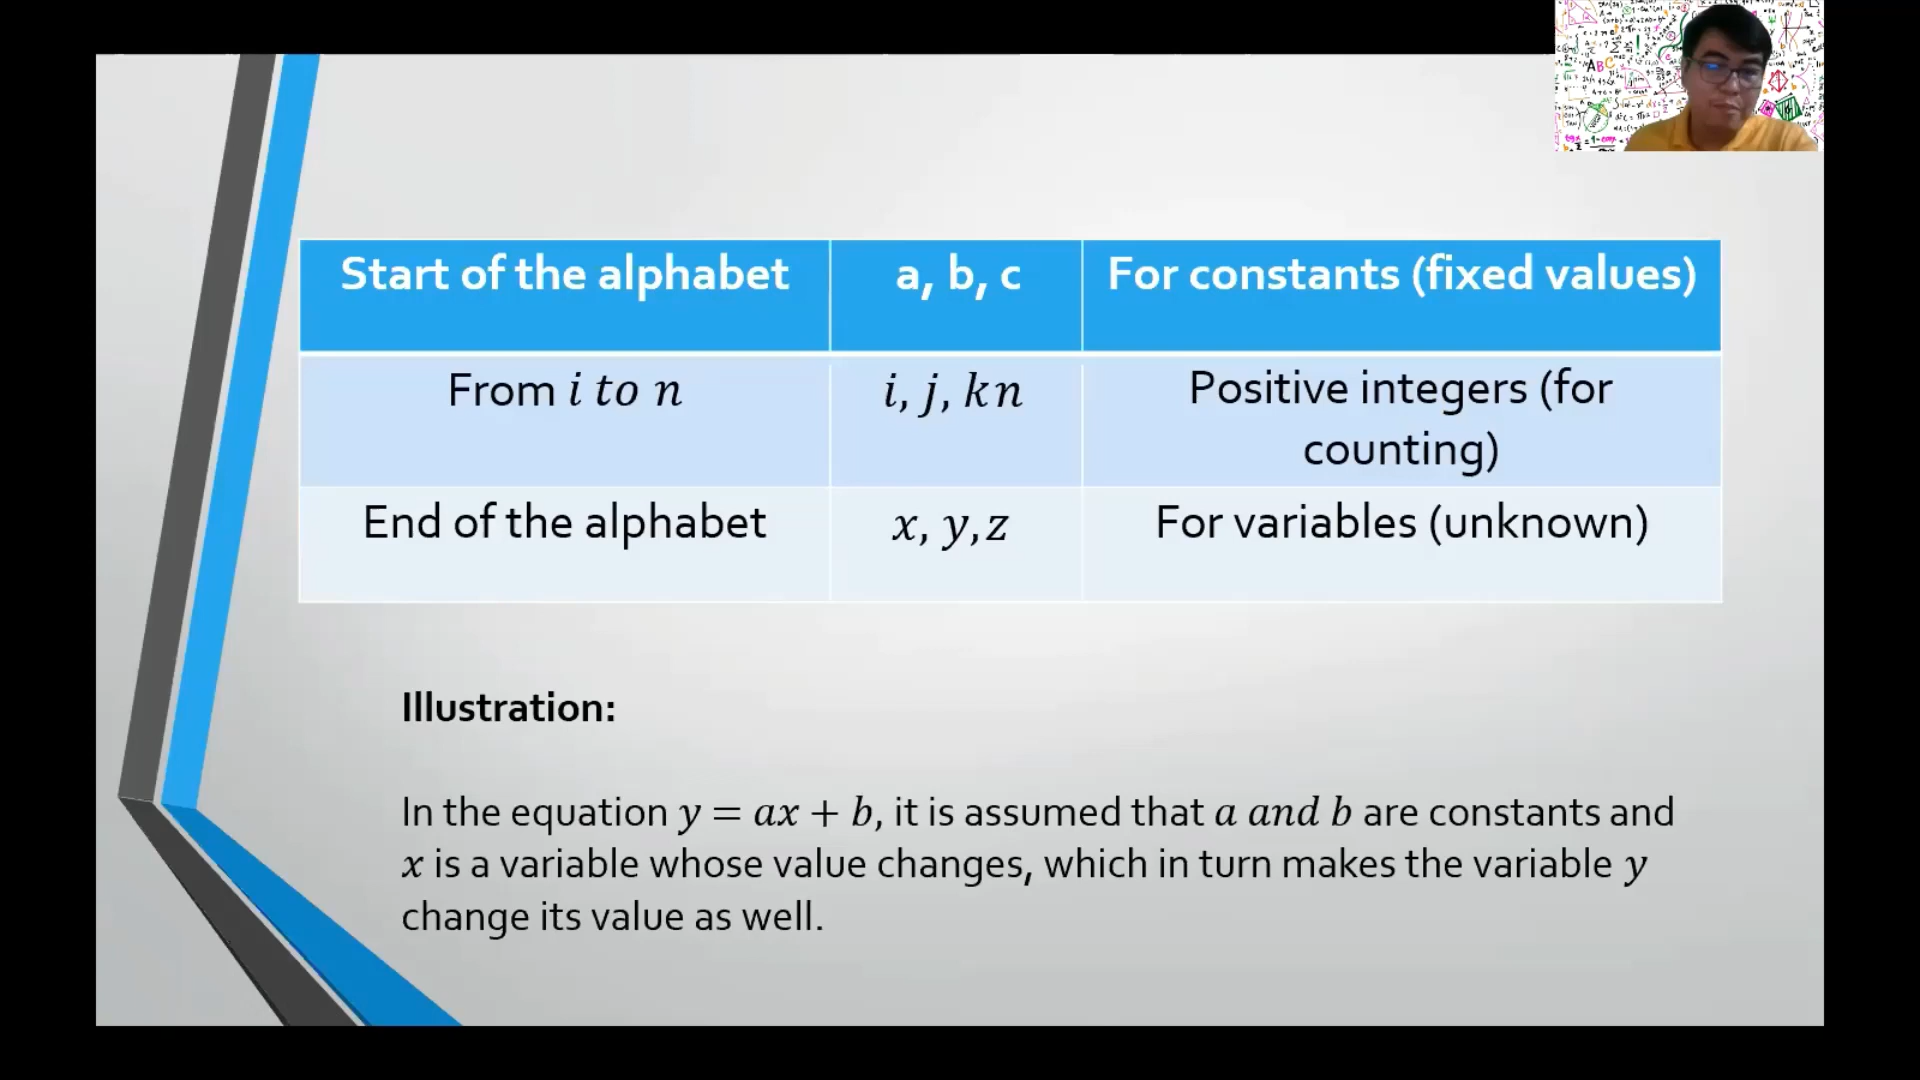 Start of the alphabet a, b, c For constants (fixed values)
From i to n i, j, k n Positive integers (for
counting)
End of the alphabet x, y, z For variables (unknown)
Illustration:
In the equation y = ax + b, it is assumed that a and b are constants and
x is a variable whose value changes, which in turn makes the variable y
change its value as well.
ABC